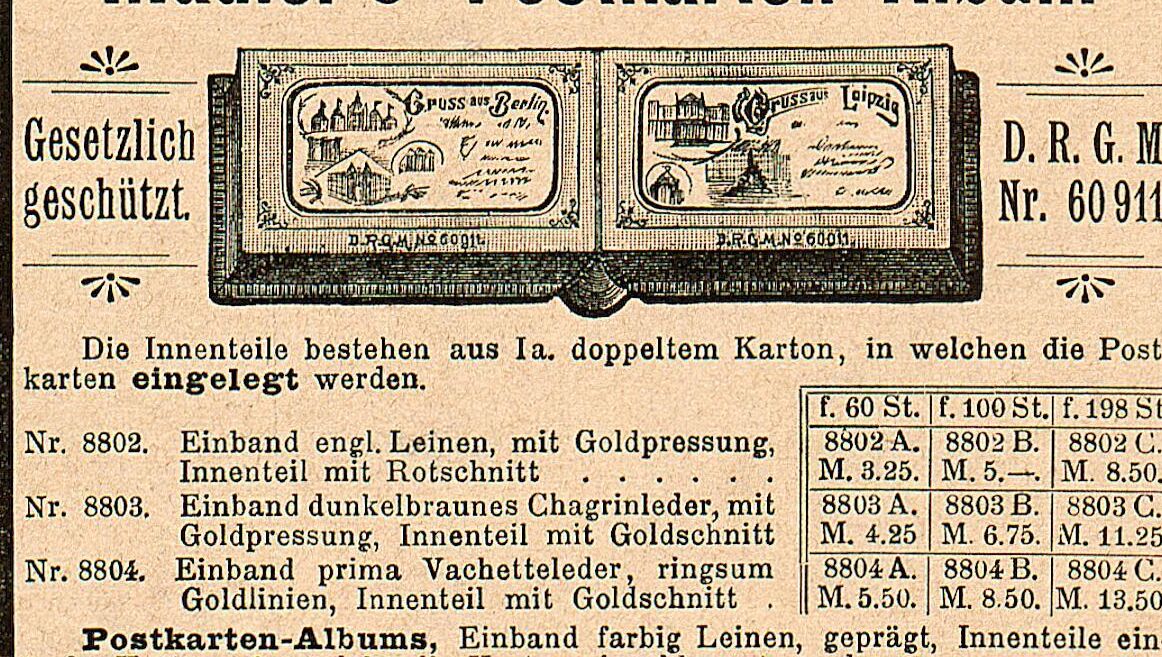 Gesetzlich
geschützt.
Gruss aus Berlin
Gruss aus Leipzig
D. R. G. M
Nr. 60911
D.R.G.M. No 60911.
D.R.G.M. No 60911.
Die Innenteile bestehen aus Ia. doppeltem Karton, in welchen die Post
karten eingelegt werden.
f. 60 St. f. 100 St. f. 198 St
Nr. 8802. Einband engl. Leinen, mit Goldpressung, 8802 A. 8802 B. 8802 C.
Innenteil mit Rotschnitt . . . . . . M. 3.25. M. 5.—. M. 8.50.
Nr. 8803. Einband dunkelbraunes Chagrinleder, mit 8803 A. 8803 B. 8803 C.
Goldpressung, Innenteil mit Goldschnitt M. 4.25 M. 6.75. M. 11.25
Nr. 8804. Einband prima Vachetteleder, ringsum 8804 A. 8804 B. 8804 C.
Goldlinien, Innenteil mit Goldschnitt . M. 5.50. M. 8.50. M. 13.50
Postkarten-Albums, Einband farbig Leinen, geprägt, Innenteile ein-